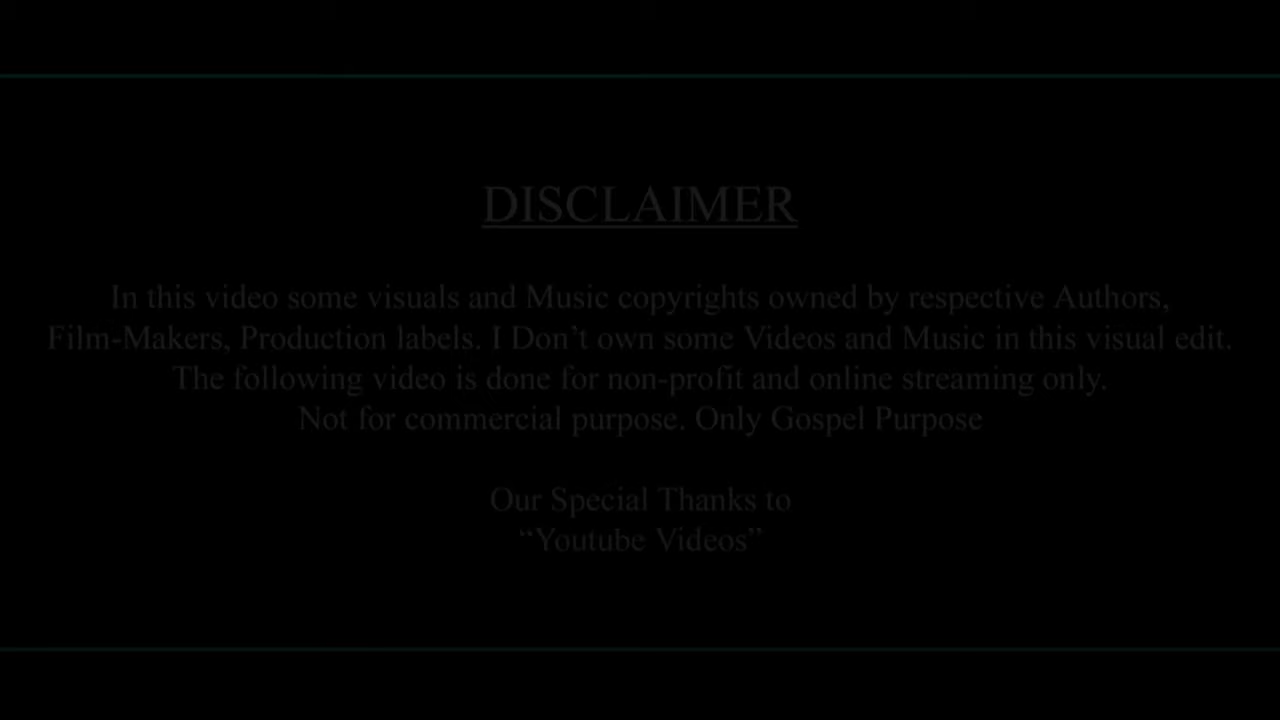 DISCLAIMER
In this video some visuals and Music copyrights owned by respective Authors,
Film-Makers, Production labels. I Don’t own some Videos and Music in this visual edit.
The following video is done for non-profit and online streaming only.
Not for commercial purpose. Only Gospel Purpose
Our Special Thanks to
“Youtube Videos”